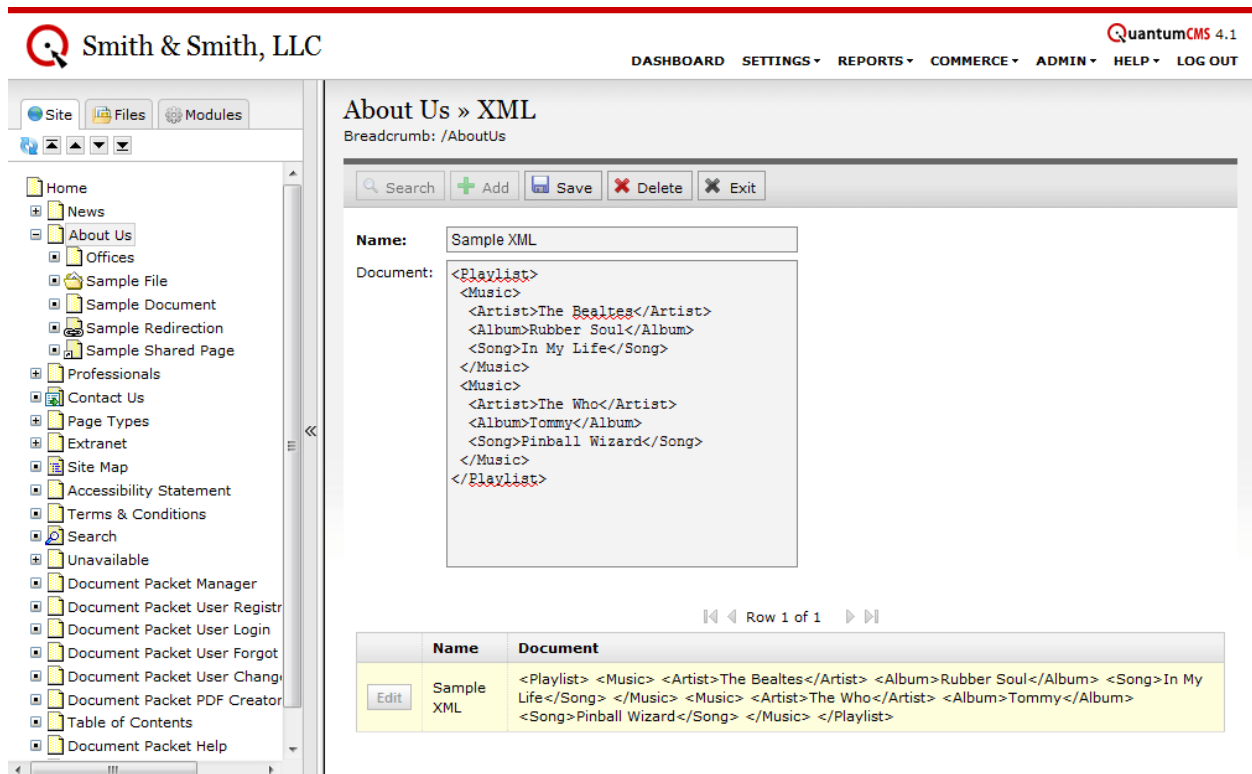 Smith & Smith, LLC
QuantumCMS 4.1
DASHBOARD SETTINGS REPORTS COMMERCE ADMIN HELP LOG OUT
Site Files Modules
Home
News
About Us
Offices
Sample File
Sample Document
Sample Redirection
Sample Shared Page
Professionals
Contact Us
Page Types
Extranet
Site Map
Accessibility Statement
Terms & Conditions
Search
Unavailable
Document Packet Manager
Document Packet User Registr
Document Packet User Login
Document Packet User Forgot
Document Packet User Change
Document Packet PDF Creator
Table of Contents
Document Packet Help
«
About Us » XML
Breadcrumb: /AboutUs
Search Add Save Delete Exit
Name: Sample XML
Document:
<Playlist>
<Music>
<Artist>The Bealtes</Artist>
<Album>Rubber Soul</Album>
<Song>In My Life</Song>
</Music>
<Music>
<Artist>The Who</Artist>
<Album>Tommy</Album>
<Song>Pinball Wizard</Song>
</Music>
</Playlist>
Row 1 of 1
Name Document
Edit
Sample
XML
<Playlist> <Music> <Artist>The Bealtes</Artist> <Album>Rubber Soul</Album> <Song>In My
Life</Song> </Music> <Music> <Artist>The Who</Artist> <Album>Tommy</Album>
<Song>Pinball Wizard</Song> </Music> </Playlist>